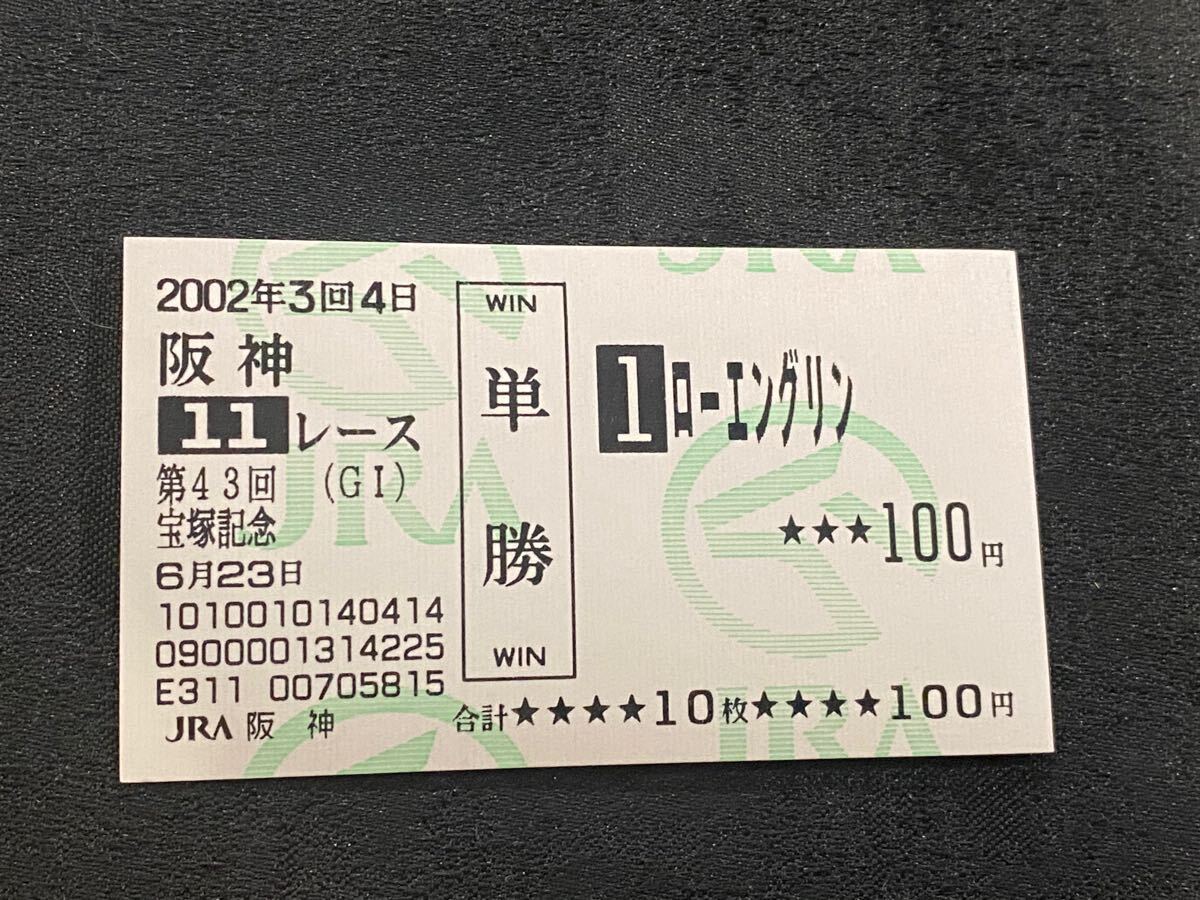 2002年3回4日
阪神
11レース
第43回 (GI)
宝塚記念
6月23日
1010010140414
0900001314225
E311 00705815
JRA 阪 神
WIN
単勝
WIN
1 ローエングリン
★★★100円
合計★★★★10枚★★★★100円
JRA
JRA
JRA